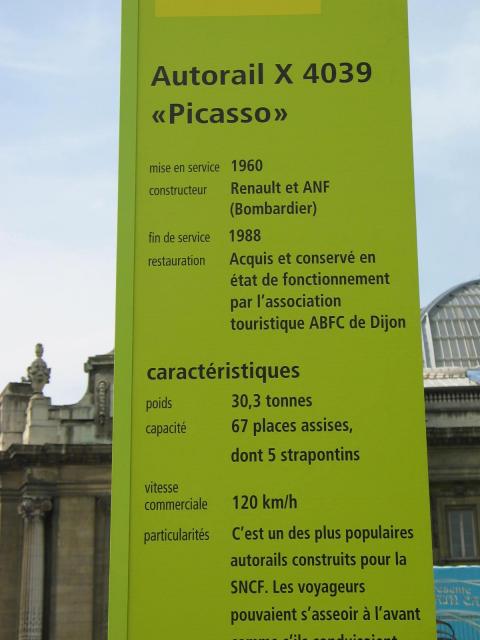 Autorail X 4039
«Picasso»
mise en service 1960
constructeur Renault et ANF
(Bombardier)
fin de service 1988
restauration Acquis et conservé en
état de fonctionnement
par l'association
touristique ABFC de Dijon
caractéristiques
poids 30,3 tonnes
capacité 67 places assises,
dont 5 strapontins
vitesse
commerciale 120 km/h
particularités C'est un des plus populaires
autorails construits pour la
SNCF. Les voyageurs
pouvaient s'asseoir à l'avant
comme s'ils conduisaient